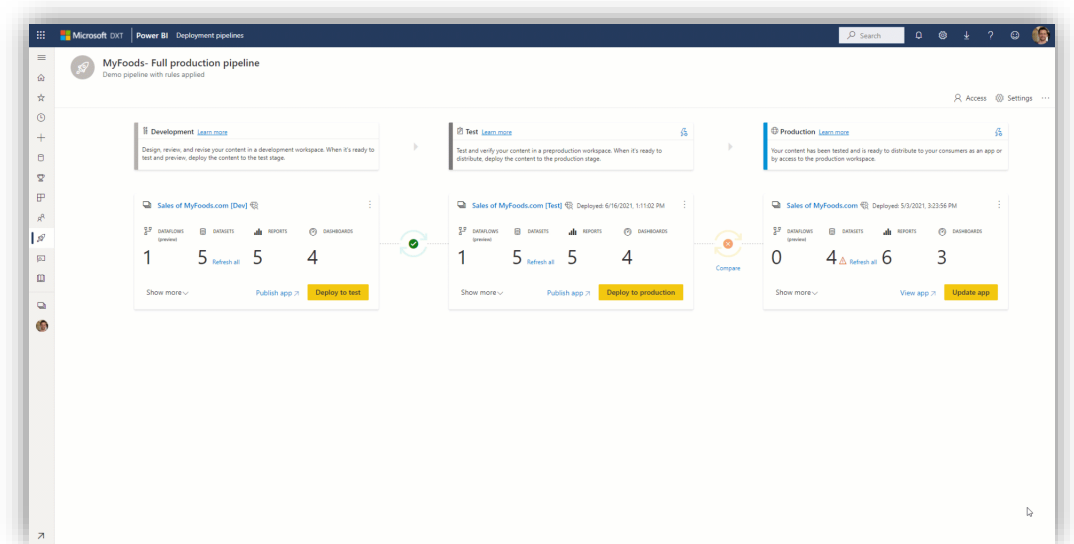 Microsoft DXT Power BI Deployment pipelines Search
MyFoods- Full production pipeline
Demo pipeline with rules applied
Access Settings
Development Learn more
Design, review, and revise your content in a development workspace. When it's ready to
test and preview, deploy the content to the test stage.
Test Learn more
Test and verify your content in a preproduction workspace. When it's ready to
distribute, deploy the content to the production stage.
Production Learn more
Your content has been tested and is ready to distribute to your consumers as an app or
by access to the production workspace.
Sales of MyFoods.com [Dev]
DATAFLOWS (preview) DATASETS REPORTS DASHBOARDS
1 5 Refresh all 5 4
Show more Publish app Deploy to test
Sales of MyFoods.com [Test] Deployed: 6/16/2021, 1:11:02 PM
DATAFLOWS (preview) DATASETS REPORTS DASHBOARDS
1 5 Refresh all 5 4
Show more Publish app Deploy to production
Compare
Sales of MyFoods.com Deployed: 5/3/2021, 3:23:56 PM
DATAFLOWS (preview) DATASETS REPORTS DASHBOARDS
0 4 Refresh all 6 3
Show more View app Update app